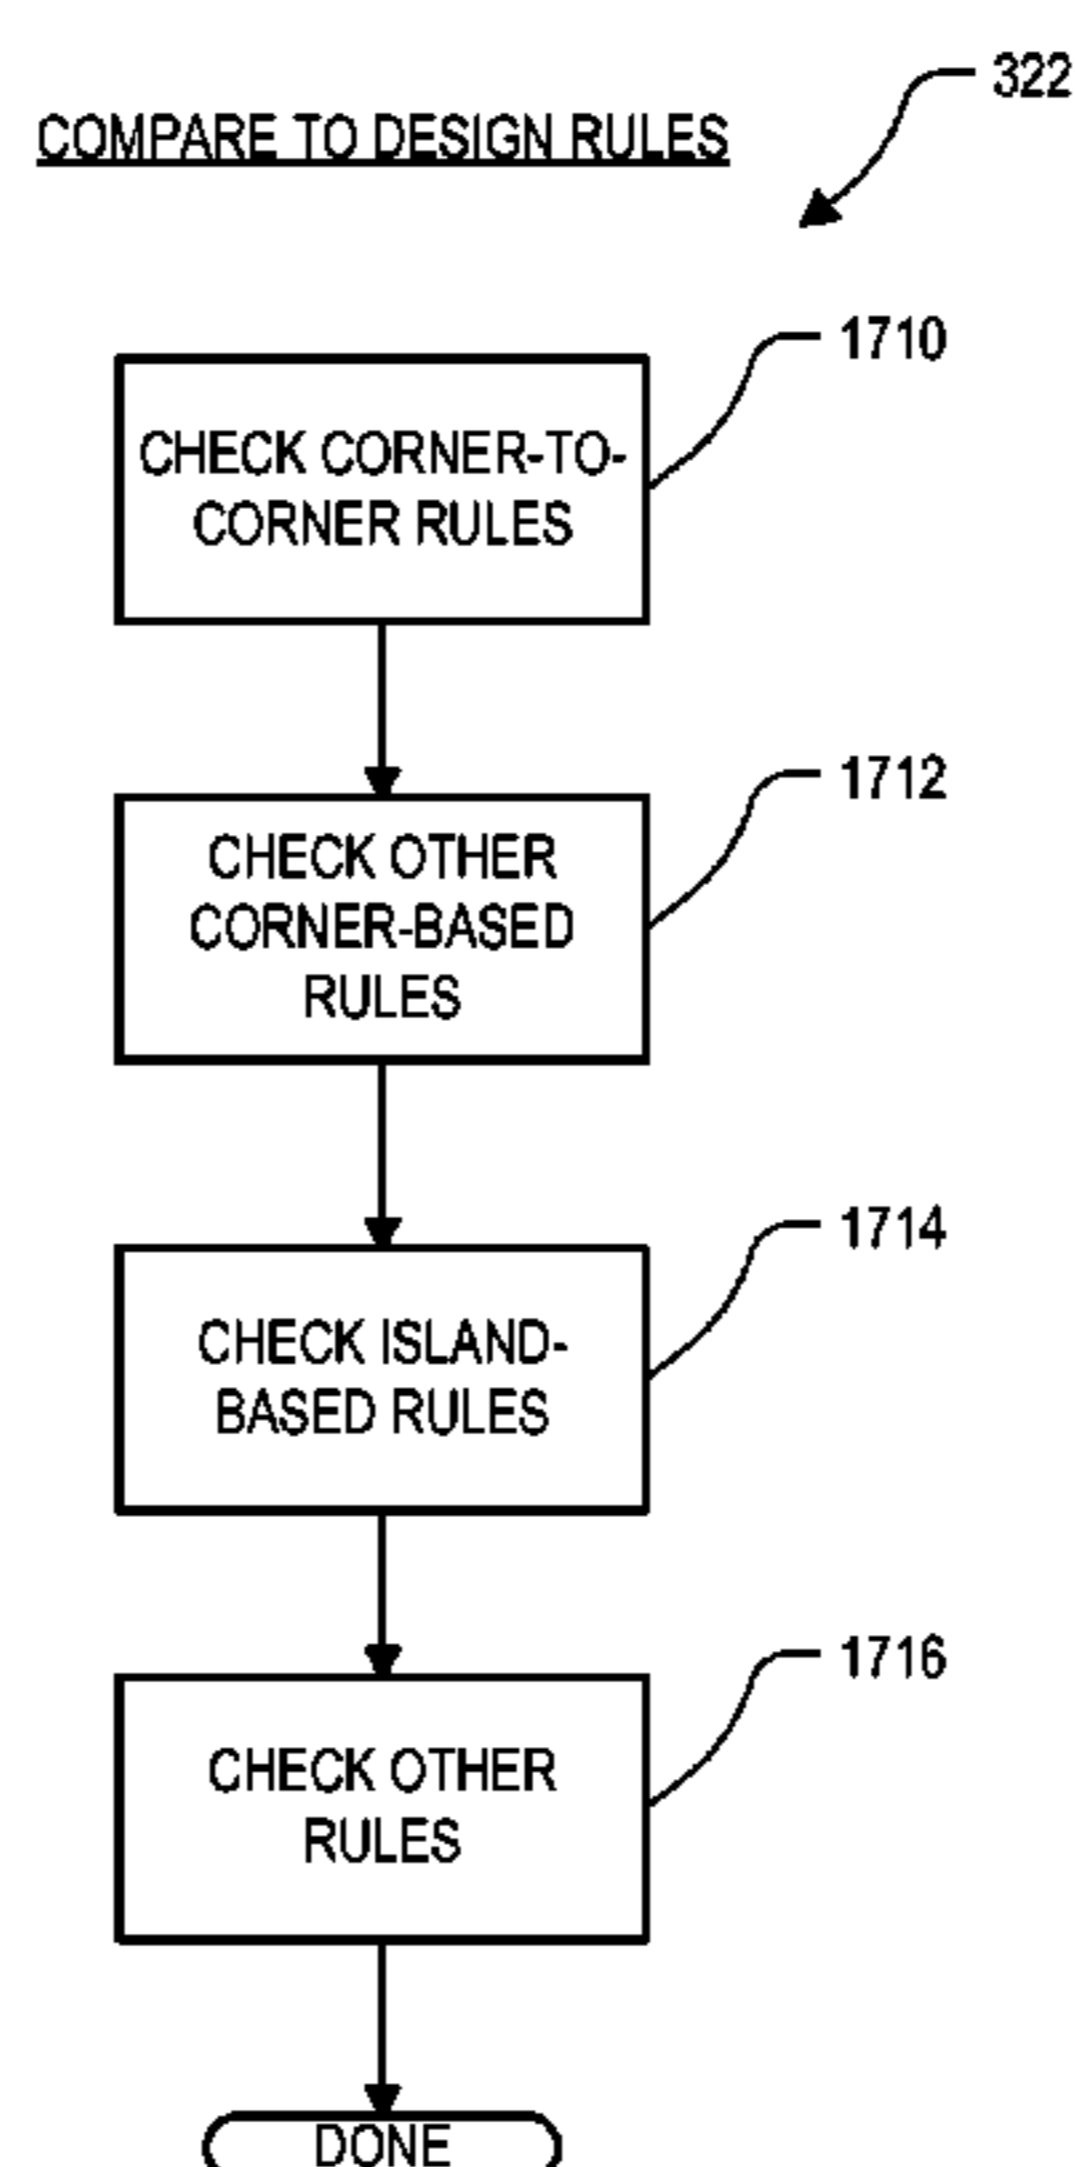 322
COMPARE TO DESIGN RULES
1710
CHECK CORNER-TO-
CORNER RULES
1712
CHECK OTHER
CORNER-BASED
RULES
1714
CHECK ISLAND-
BASED RULES
1716
CHECK OTHER
RULES
DONE